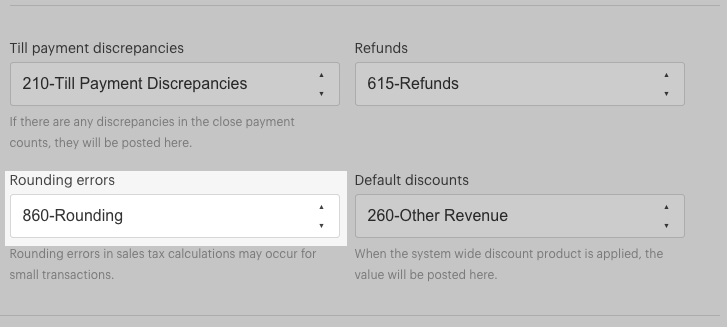 Till payment discrepancies
Refunds
210-Till Payment Discrepancies
615-Refunds
If there are any discrepancies in the close payment
counts, they will be posted here.
Rounding errors
Default discounts
860-Rounding
260-Other Revenue
Rounding errors in sales tax calculations may occur for
small transactions.
When the system wide discount product is applied, the
value will be posted here.